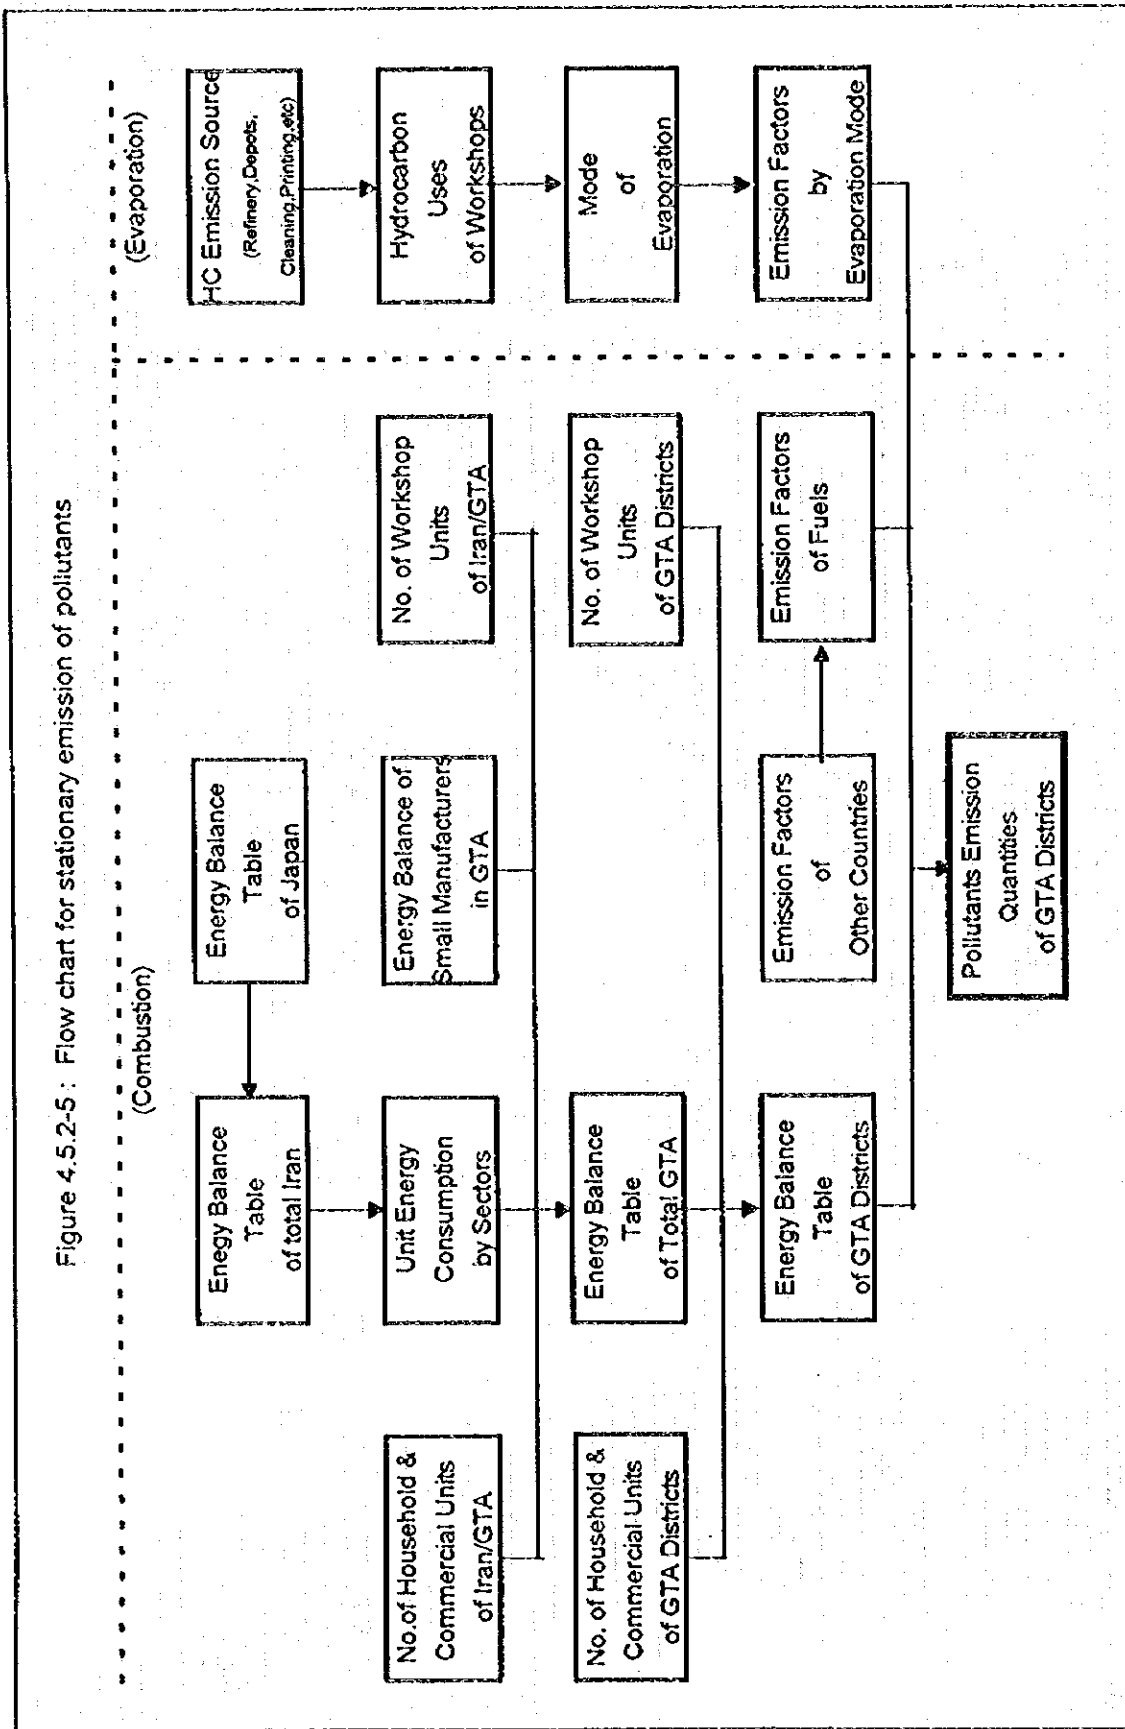 Figure 4.5.2-5 : Flow chart for stationary emission of pollutants
(Combustion)
(Evaporation)
Enegy Balance
Table
of total Iran
Energy Balance
Table
of Japan
HC Emission Source
(Refinery,Depots,
Cleaning,Printing,etc)
No.of Household &
Commercial Units
of Iran/GTA
Unit Energy
Consumption
by Sectors
Energy Balance of
Small Manufacturers
in GTA
No. of Workshop
Units
of Iran/GTA
Hydrocarbon
Uses
of Workshops
No. of Household &
Commercial Units
of GTA Districts
Energy Balance
Table
of Total GTA
No. of Workshop
Units
of GTA Districts
Mode
of
Evaporation
Energy Balance
Table
of GTA Districts
Emission Factors
of
Other Countries
Emission Factors
of Fuels
Emission Factors
by
Evaporation Mode
Pollutants Emission
Quantities
of GTA Districts